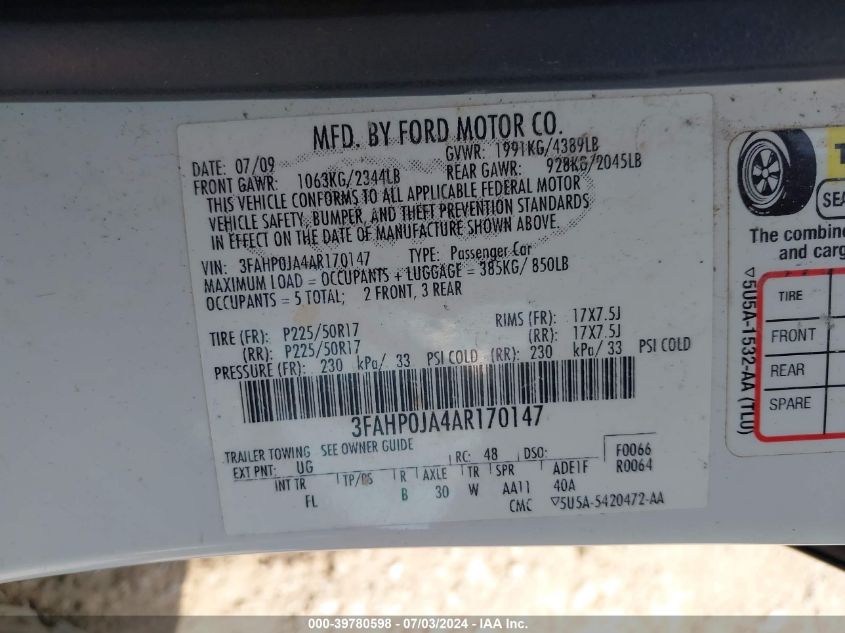 MFD. BY FORD MOTOR CO.
DATE: 07/09 GVWR: 1991KG/4389LB
FRONT GAWR: 1063KG/2344LB REAR GAWR: 928KG/2045LB
THIS VEHICLE CONFORMS TO ALL APPLICABLE FEDERAL MOTOR
VEHICLE SAFETY, BUMPER, AND THEFT PREVENTION STANDARDS
IN EFFECT ON THE DATE OF MANUFACTURE SHOWN ABOVE.
VIN: 3FAHP0JA4AR170147 TYPE: Passenger Car
MAXIMUM LOAD = OCCUPANTS + LUGGAGE = 385KG/ 850LB
OCCUPANTS = 5 TOTAL; 2 FRONT, 3 REAR
TIRE (FR): P225/50R17 RIMS (FR): 17X7.5J
(RR): P225/50R17 (RR): 17X7.5J
PRESSURE (FR): 230 kPa/ 33 PSI COLD (RR): 230 kPa/ 33 PSI COLD
3FAHP0JA4AR170147
TRAILER TOWING SEE OWNER GUIDE
EXT PNT: UG RC: 48 DSO: F0066
R0064
INT TR TP/PS R AXLE TR SPR ADE1F
FL B 30 W AA11 40A
CMC ▽5U5A-5420472-AA
SEA
The combine
and carg
TIRE
FRONT
REAR
SPARE
▽5U5A-1532-AA (TL0)
000-39780598 - 07/03/2024 - IAA Inc.